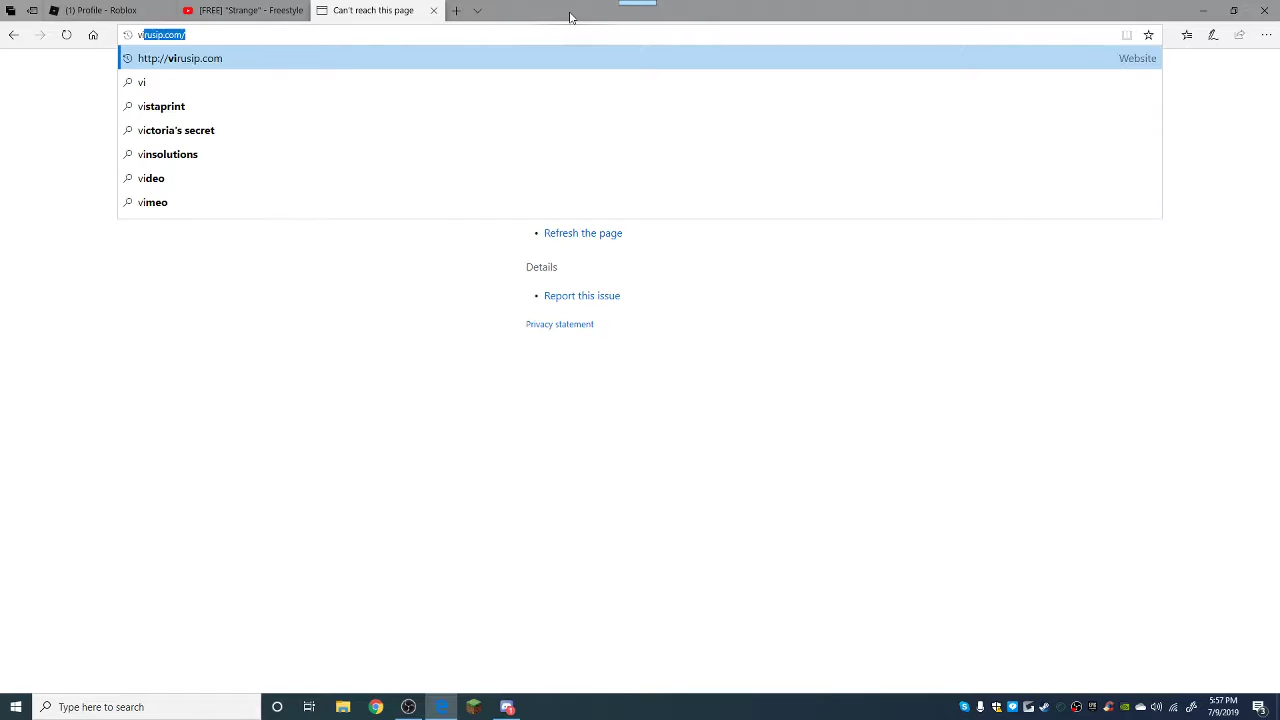 (1) Profile - Roblox
[FREE] "Strange" - Freestyle
Can't reach this page
virusip.com/
http://virusip.com
Website
vi
vistaprint
victoria's secret
vinsolutions
video
vimeo
Refresh the page
Details
Report this issue
Privacy statement
Type here to search
1
5:57 PM
7/9/2019
3